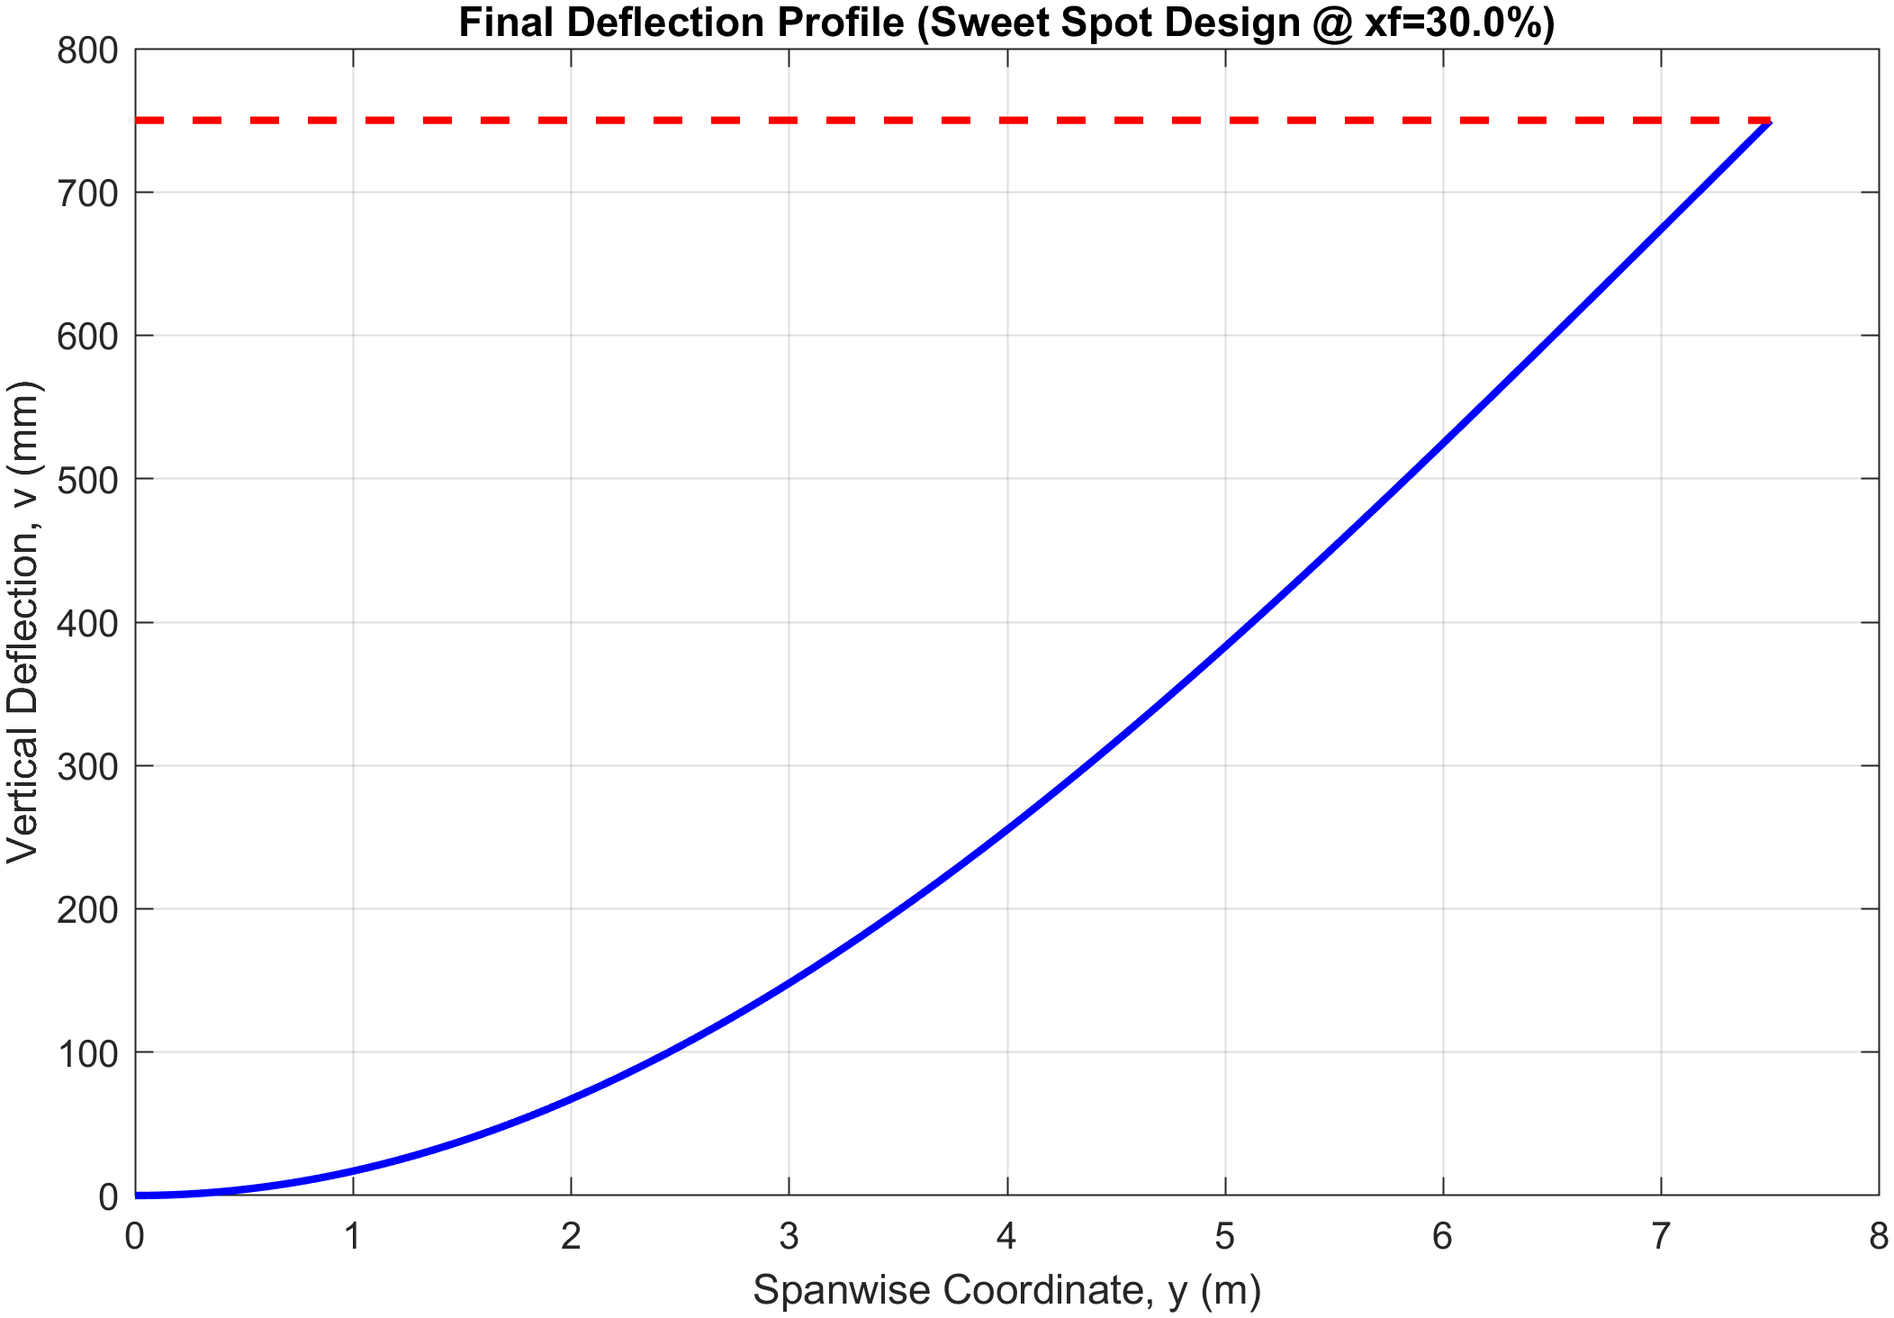 Final Deflection Profile (Sweet Spot Design @ xf=30.0%)
800
700
600
500
400
300
200
100
0
Vertical Deflection, v (mm)
0 1 2 3 4 5 6 7 8
Spanwise Coordinate, y (m)